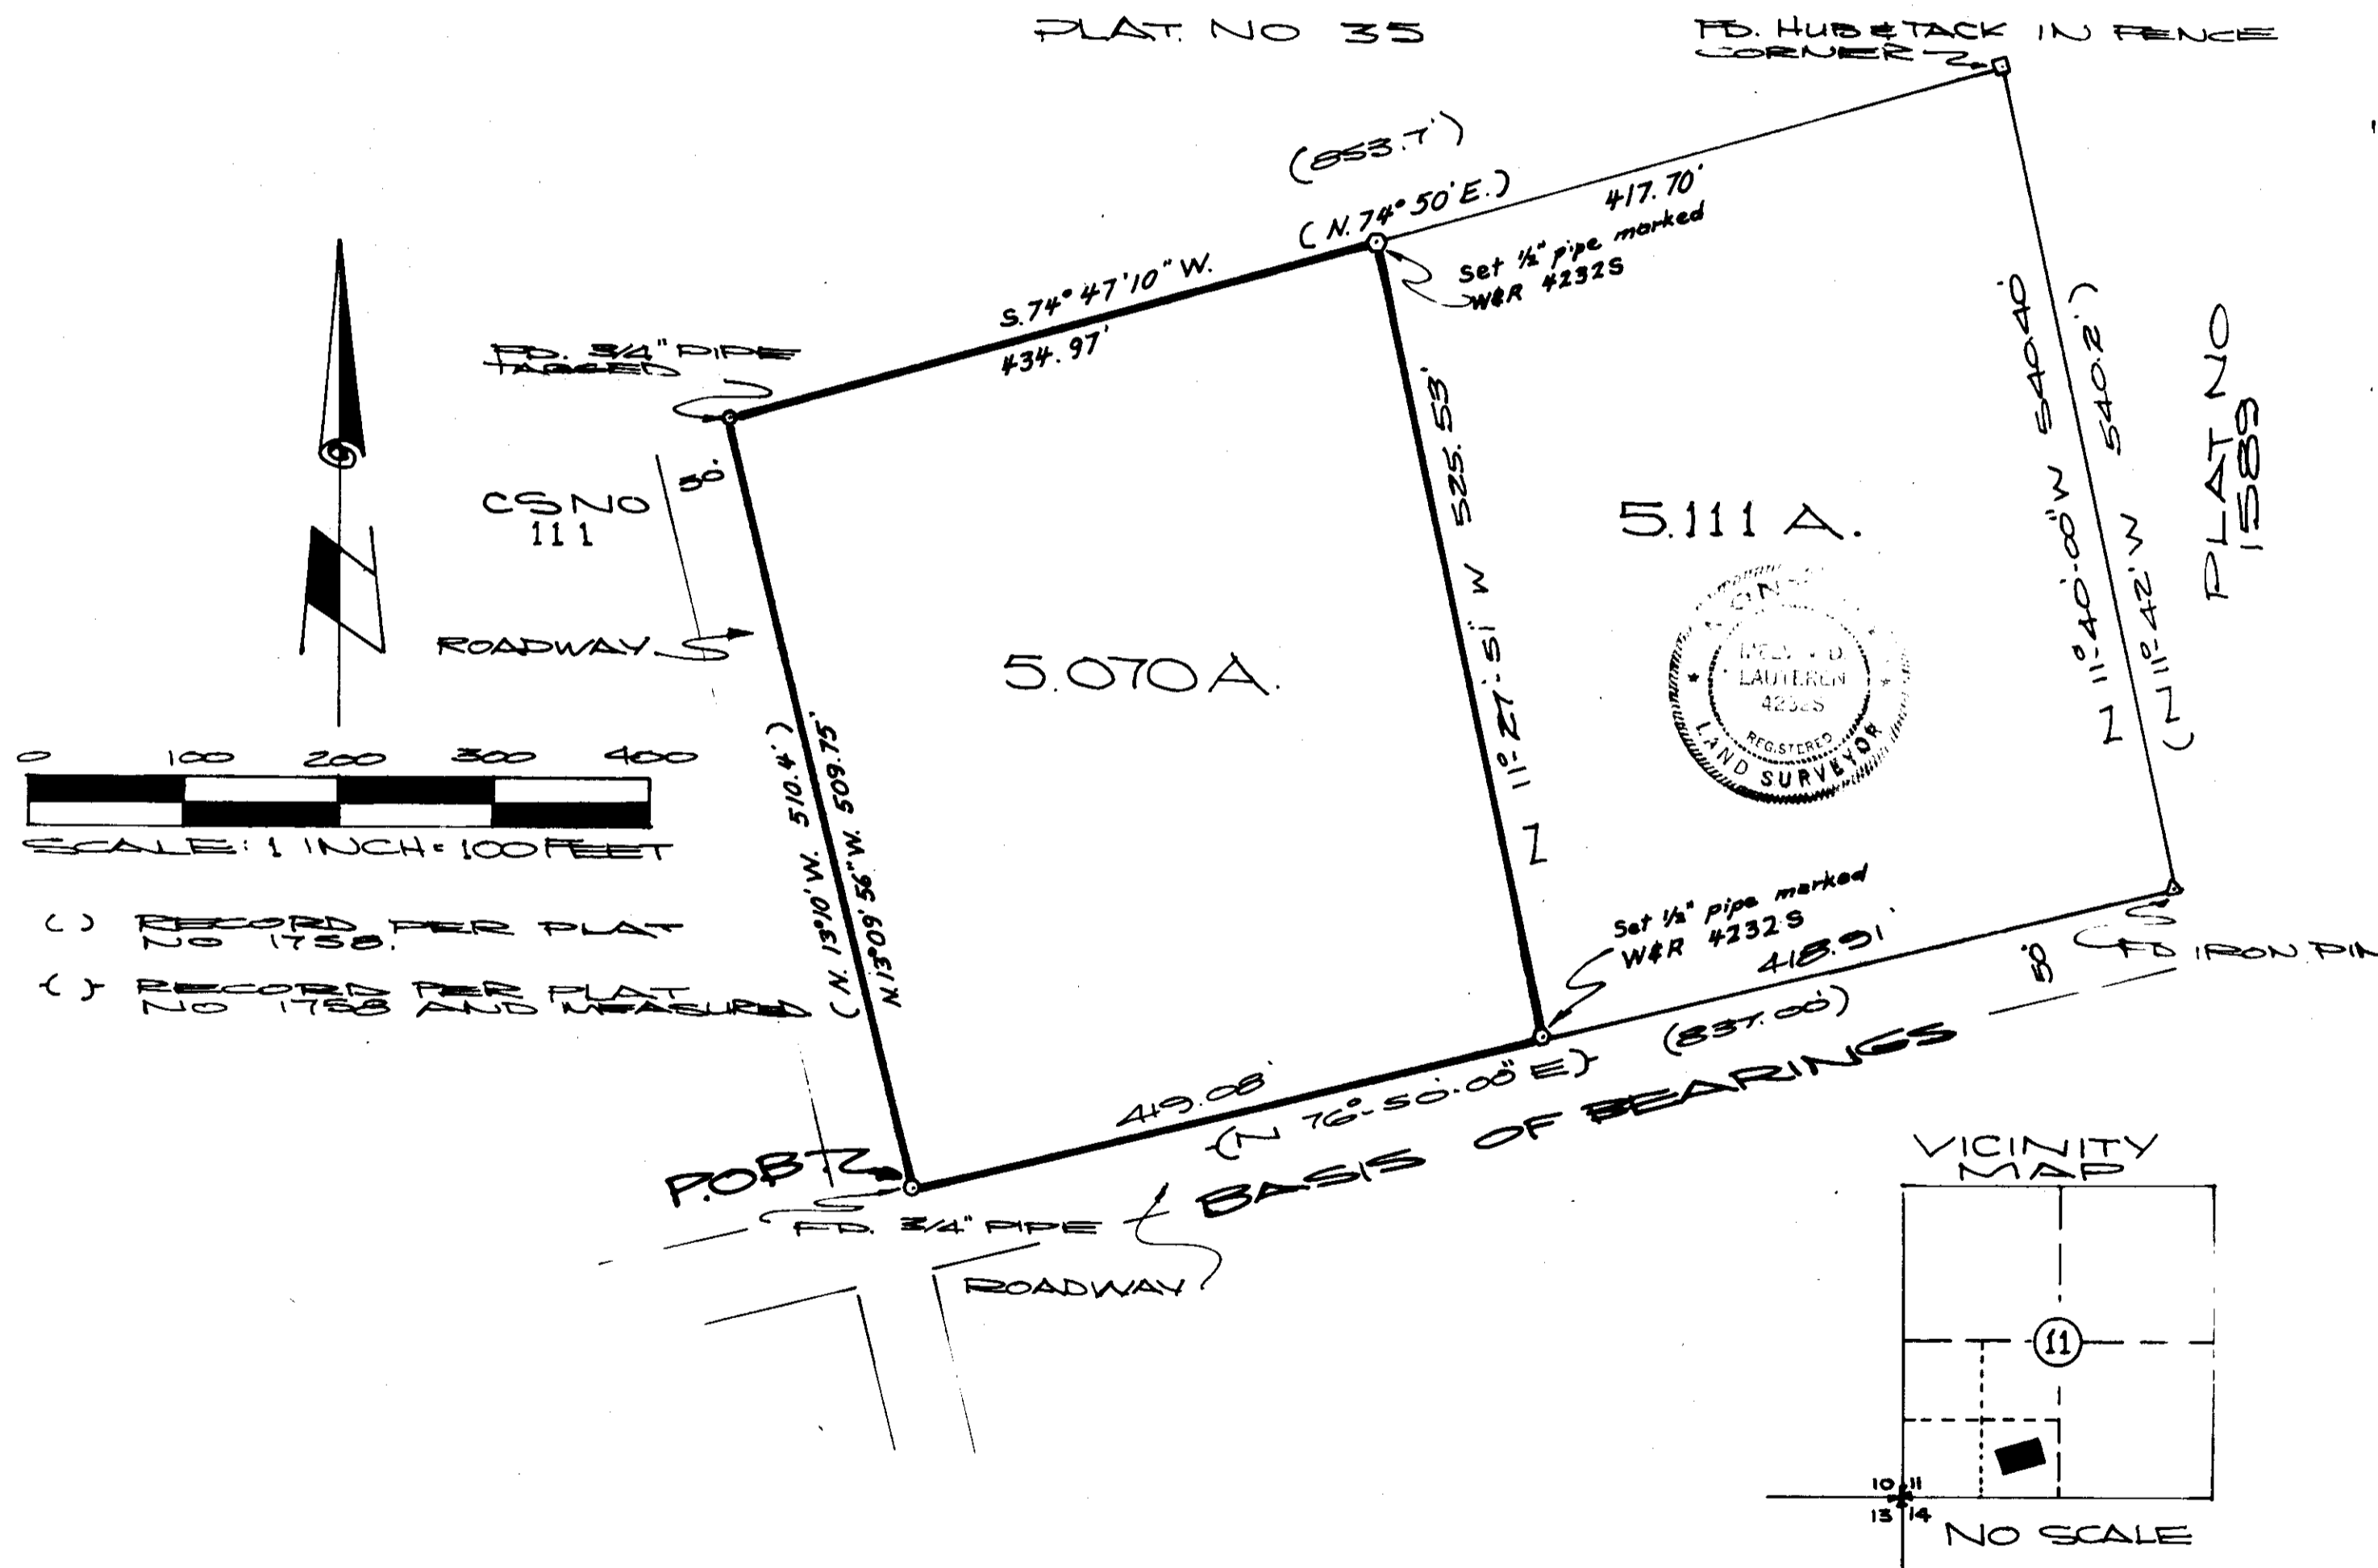 PLAT. NO 35
FD. HUB & TACK IN FENCE
CORNER
(853.7')
(N. 74° 50' E.)
417.70'
Set 1/2" pipe marked
W&R 4232S
S. 74° 47' 10" W.
434.97'
FD. 3/4" PIPE
TAGGED
30'
CS NO
111
ROADWAY
5.070 A.
5.111 A.
N 11°-27'-51 W 525.53'
N 11°-40'-00" W 540.40'
(N 11°-42' W 540.2')
PLAT NO
1589
LAUTEREN
4232S
REGISTERED
LAND SURVEYOR
N
0 100 200 300 400
SCALE: 1 INCH = 100 FEET
( ) RECORD PER PLAT
NO 1758.
{ } RECORD PER PLAT
NO 1758 AND MEASURED
(N. 13°10' W. 510.4')
N. 13°09'56" W. 509.75'
Set 1/2" pipe marked
W&R 4232S
418.91'
50'
FD IRON PIN
(837.00')
419.08'
{N 76°-50'-00" E}
BASIS OF BEARINGS
P.O.B.
FD. 3/4" PIPE
ROADWAY
VICINITY
MAP
11
10 11
13 14
NO SCALE